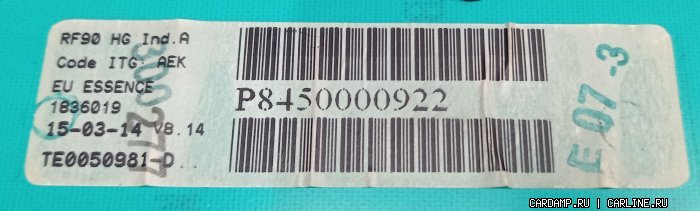 RF90 HG Ind.A
Code ITG: AEK
EU ESSENCE
1836019
15-03-14 V8.14
TE0050981-D
300277
P8450000922
E 07-3
CARDAMP.RU | CARLINE.RU